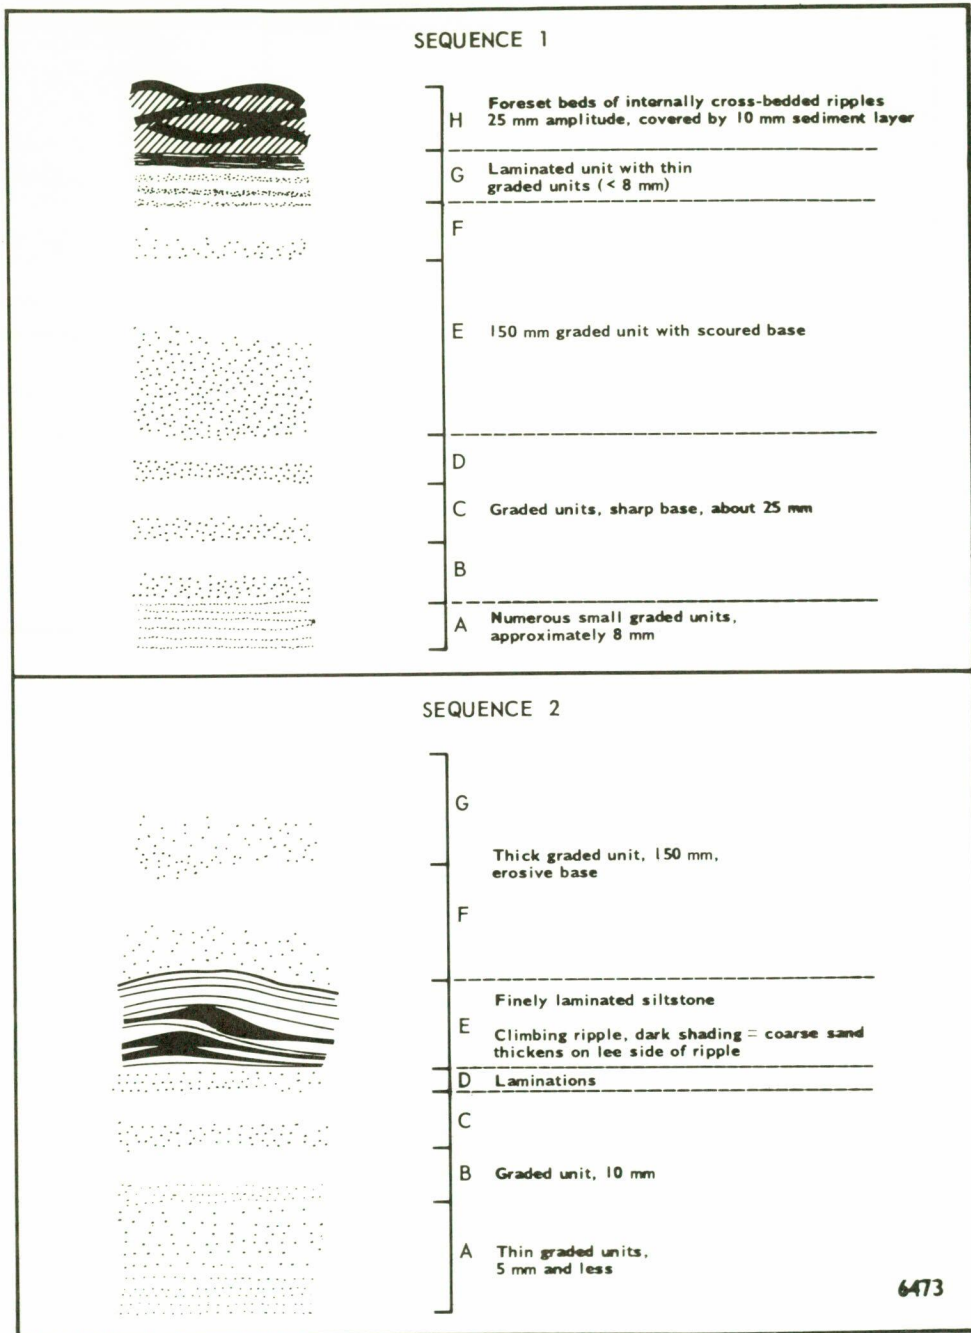 SEQUENCE 1
H
Foreset beds of internally cross-bedded ripples
25 mm amplitude, covered by 10 mm sediment layer
G
Laminated unit with thin
graded units (< 8 mm)
F
E
150 mm graded unit with scoured base
D
C
Graded units, sharp base, about 25 mm
B
A
Numerous small graded units,
approximately 8 mm
SEQUENCE 2
G
Thick graded unit, 150 mm,
erosive base
F
Finely laminated siltstone
E
Climbing ripple, dark shading = coarse sand
thickens on lee side of ripple
D
Laminations
C
B
Graded unit, 10 mm
A
Thin graded units,
5 mm and less
6473